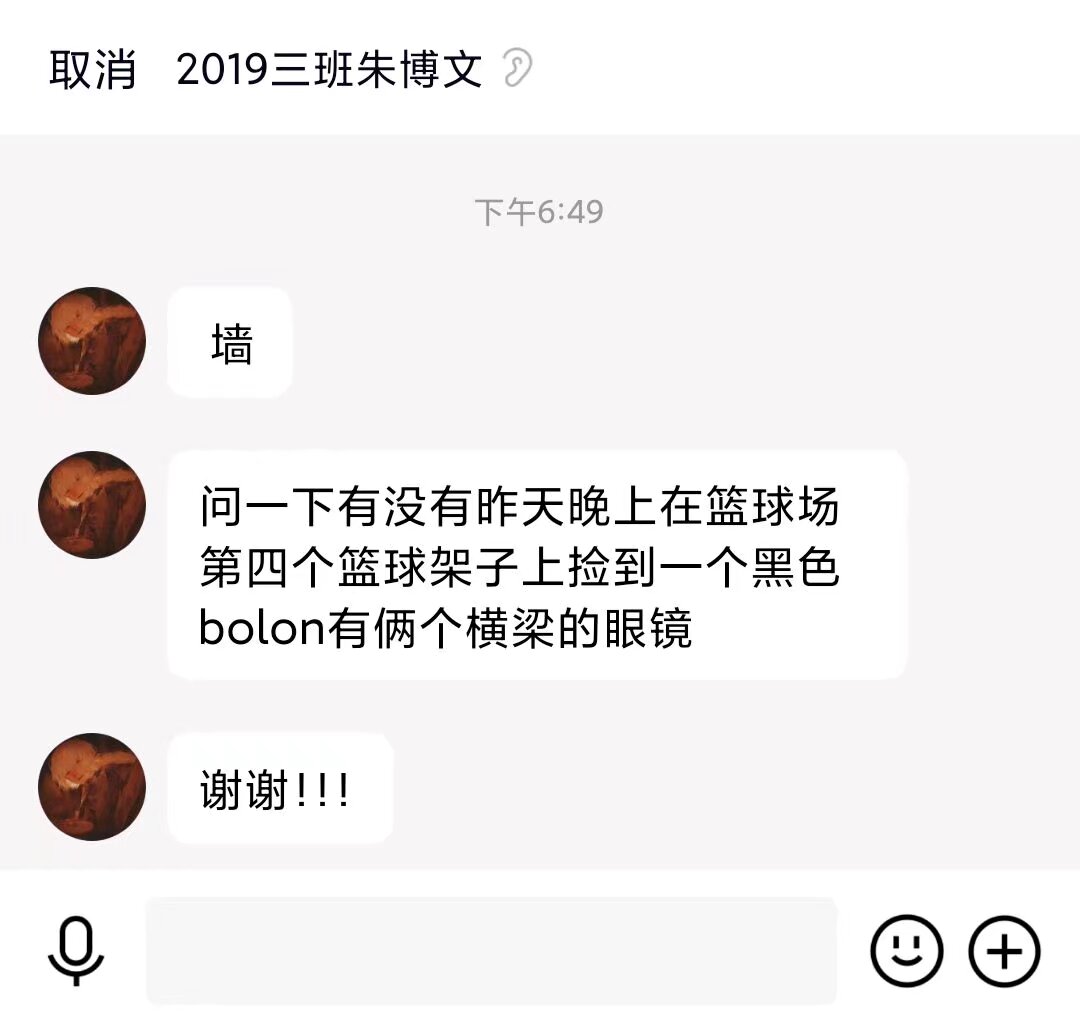 取消 2019三班朱博文
下午6:49
墙
问一下有没有昨天晚上在篮球场
第四个篮球架子上捡到一个黑色
bolon有俩个横梁的眼镜
谢谢!!!